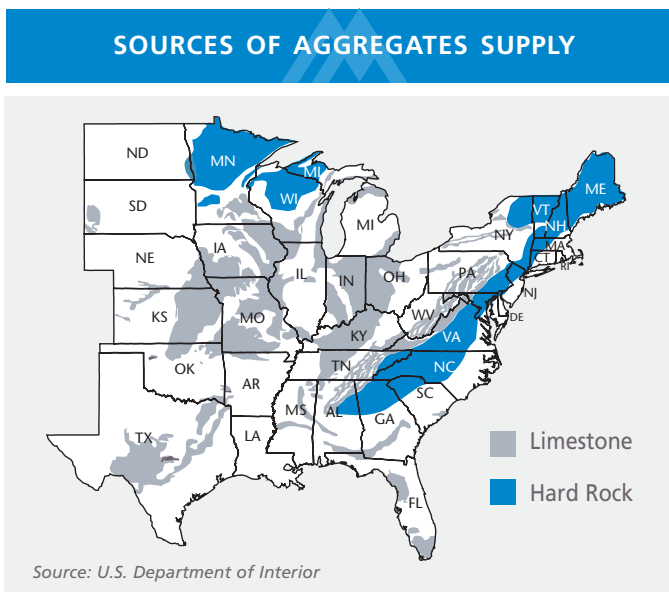 SOURCES OF AGGREGATES SUPPLY
ND
MN
MI
ME
SD
WI
VT
NH
MI
NY
MA
CT
RI
IA
NE
PA
IL
IN
OH
NJ
KS
MO
WV
DE
VA
KY
NC
TN
OK
AR
SC
MS
AL
GA
TX
LA
Limestone
Hard Rock
FL
Source: U.S. Department of Interior